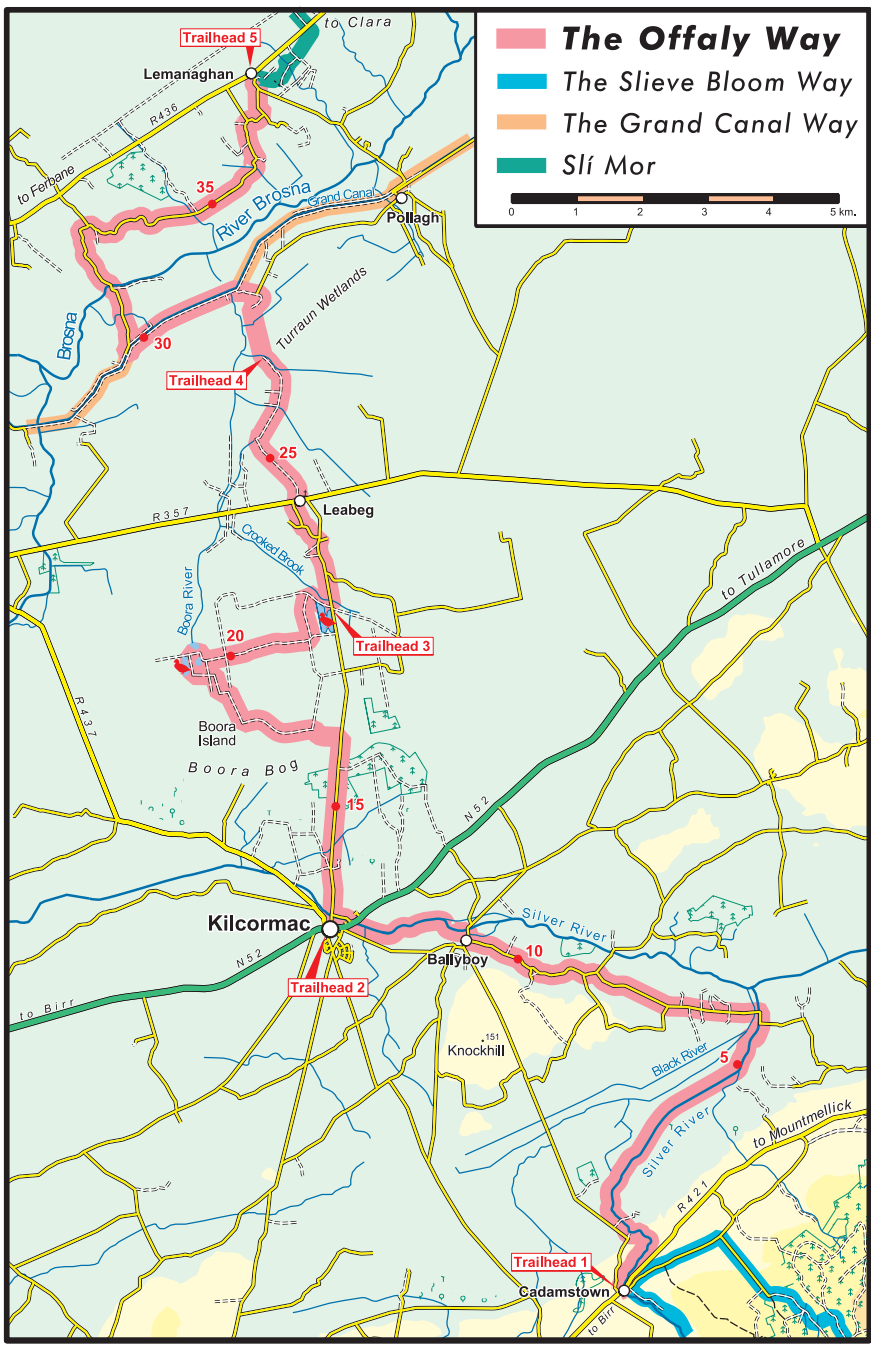 to Clara
Trailhead 5
Lemanaghan
R436
to Ferbane
35
River Brosna
Grand Canal
Pollagh
The Offaly Way
The Slieve Bloom Way
The Grand Canal Way
Slí Mor
0 1 2 3 4 5 km.
Brosna
30
Turraun Wetlands
Trailhead 4
25
R357
Leabeg
Crooked Brook
to Tullamore
Boora River
20
Trailhead 3
R437
Boora
Island
Boora Bog
15
N52
Kilcormac
Silver River
N52
Ballyboy
10
Trailhead 2
to Birr
151
Knockhill
Black River
5
to Mountmellick
Silver River
R421
Trailhead 1
Cadamstown
to Birr